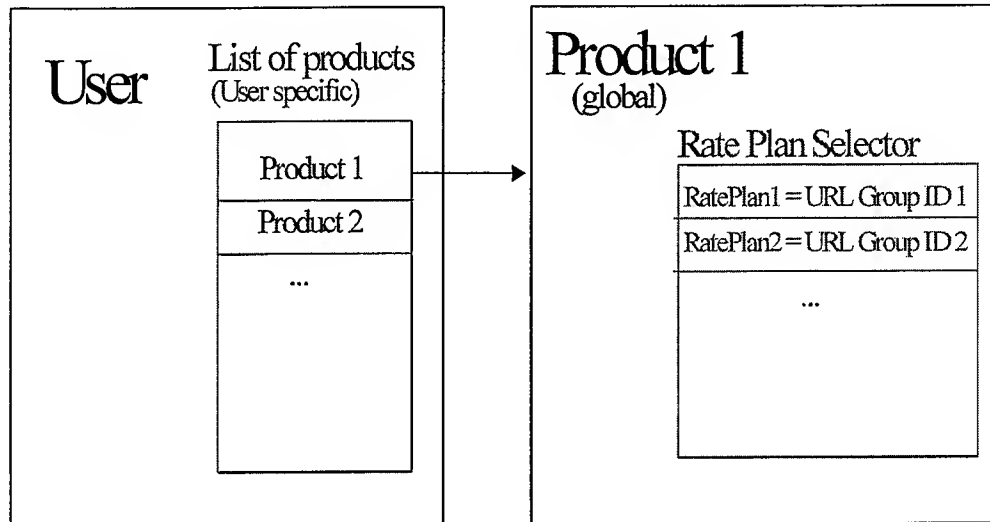 User
List of products
(User specific)
Product 1
Product 2
...
Product 1
(global)
Rate Plan Selector
RatePlan1 = URL Group ID 1
RatePlan2 = URL Group ID 2
...